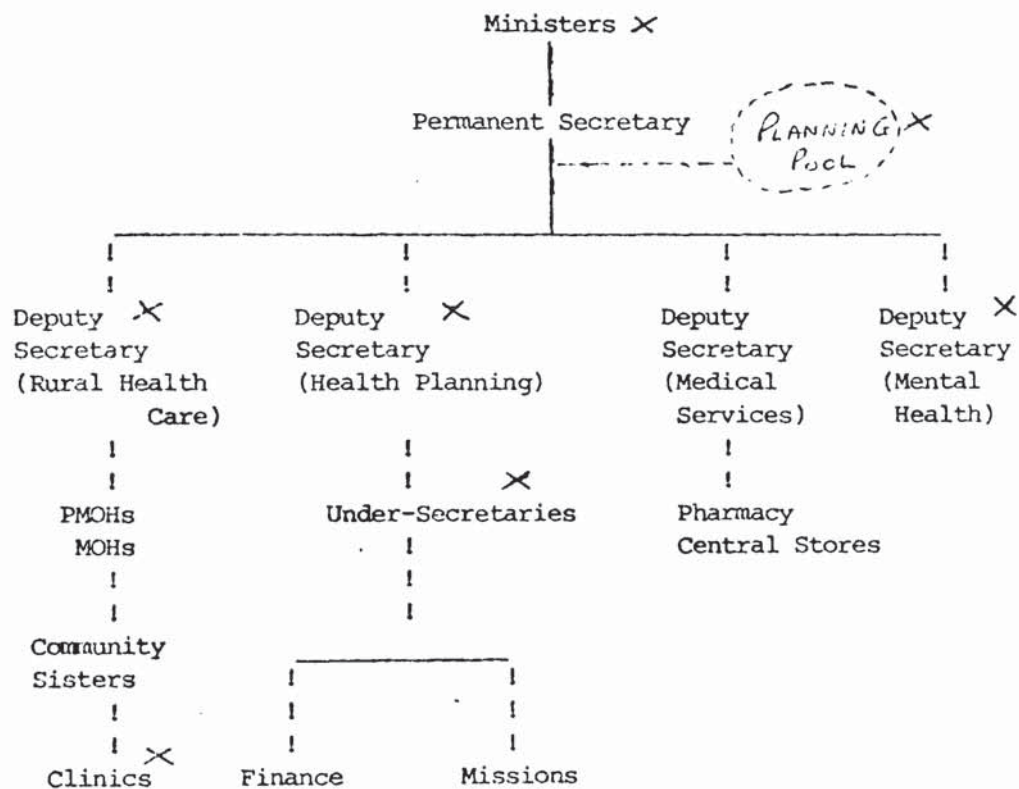 Ministers
Permanent Secretary
PLANNING
POOL
Deputy
Secretary
(Rural Health
Care)
Deputy
Secretary
(Health Planning)
Deputy
Secretary
(Medical
Services)
Deputy
Secretary
(Mental
Health)
PMOHs
MOHs
Under-Secretaries
Pharmacy
Central Stores
Community
Sisters
Clinics
Finance
Missions